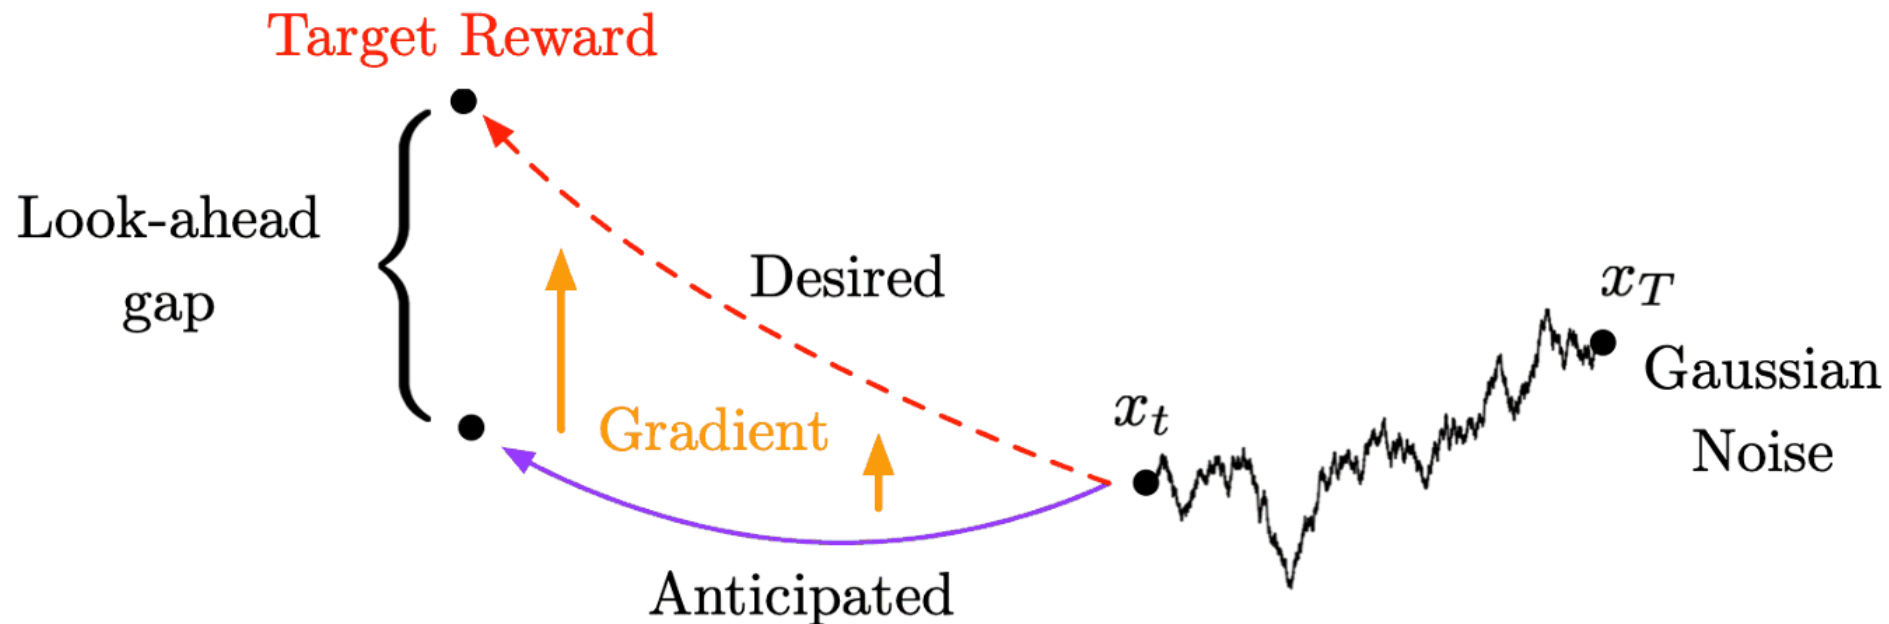 Target Reward
Look-ahead
gap
Desired
Gradient
Anticipated
x_t
x_T
Gaussian
Noise